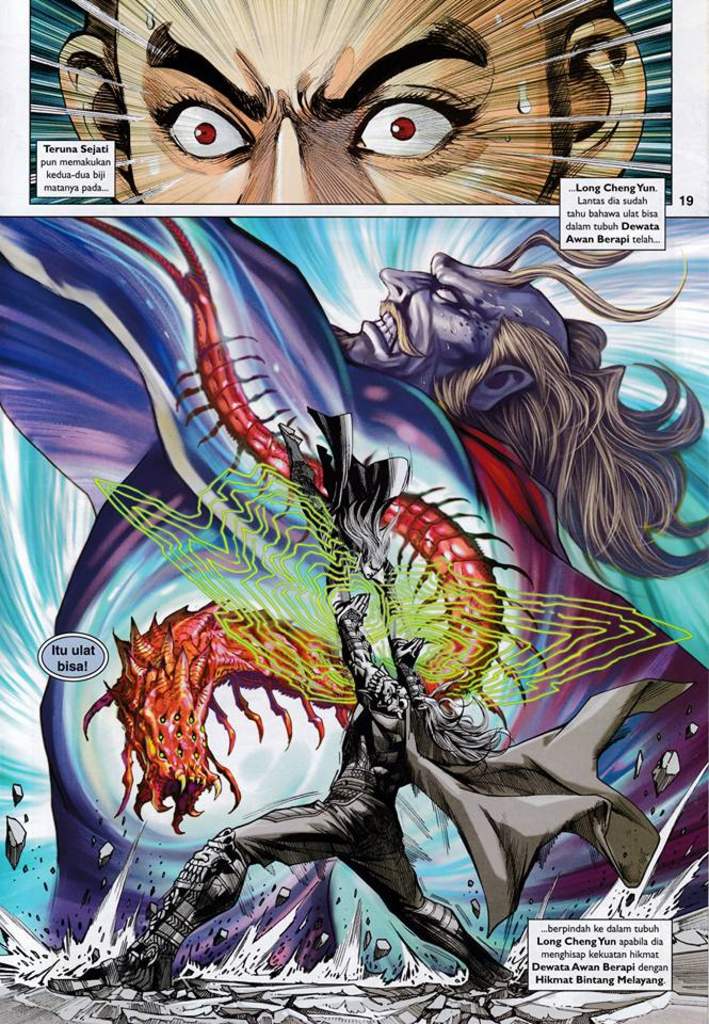 Teruna Sejati
pun memakukan
kedua-dua biji
matanya pada...
...Long Cheng Yun.
Lantas dia sudah
tahu bahawa ulat bisa
dalam tubuh Dewata
Awan Berapi telah...
19
Itu ulat
bisa!
...berpindah ke dalam tubuh
Long Cheng Yun apabila dia
menghisap kekuatan hikmat
Dewata Awan Berapi dengan
Hikmat Bintang Melayang.